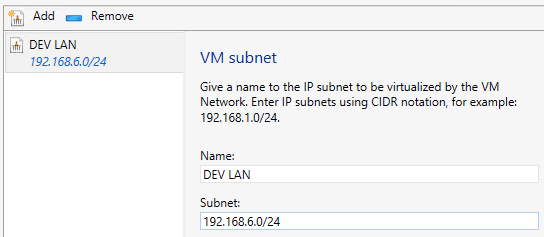 Add Remove
DEV LAN
192.168.6.0/24
VM subnet
Give a name to the IP subnet to be virtualized by the VM
Network. Enter IP subnets using CIDR notation, for example:
192.168.1.0/24.
Name:
DEV LAN
Subnet:
192.168.6.0/24